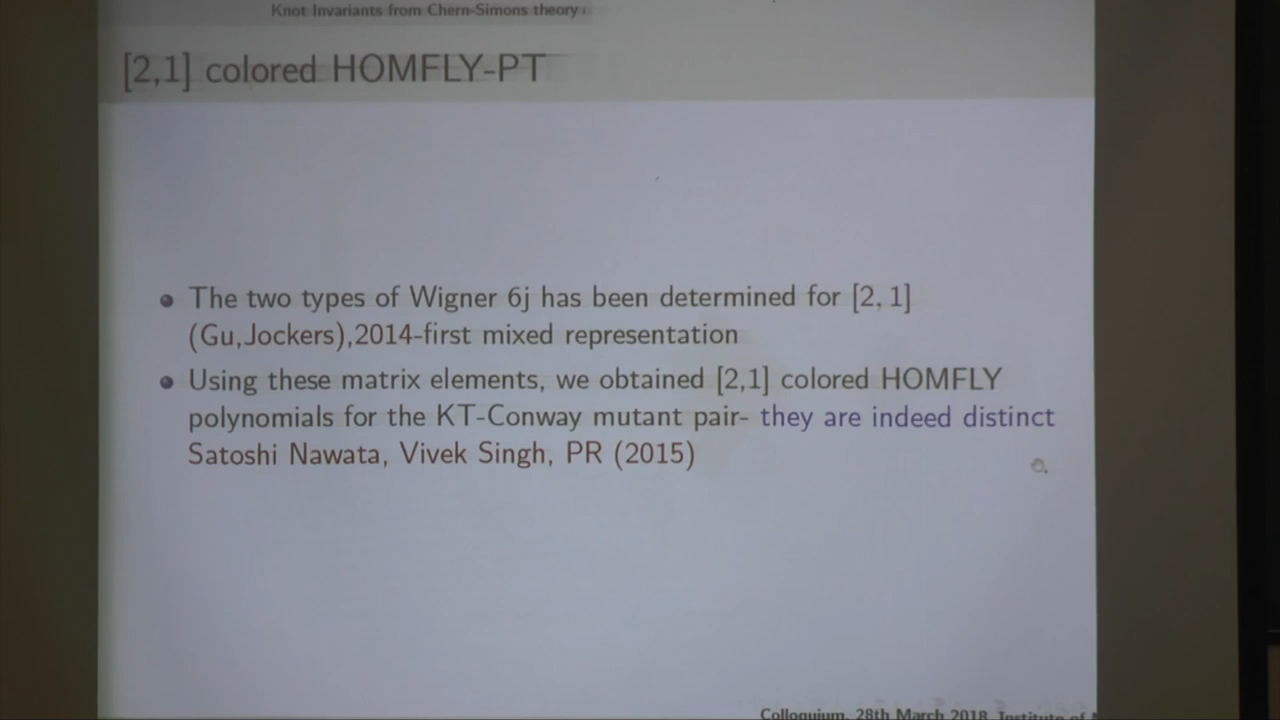 Knot Invariants from Chern-Simons theory
[2,1] colored HOMFLY-PT
The two types of Wigner 6j has been determined for [2, 1]
(Gu,Jockers),2014-first mixed representation
Using these matrix elements, we obtained [2,1] colored HOMFLY
polynomials for the KT-Conway mutant pair- they are indeed distinct
Satoshi Nawata, Vivek Singh, PR (2015)
Colloquium, 28th March 2018, Institute of